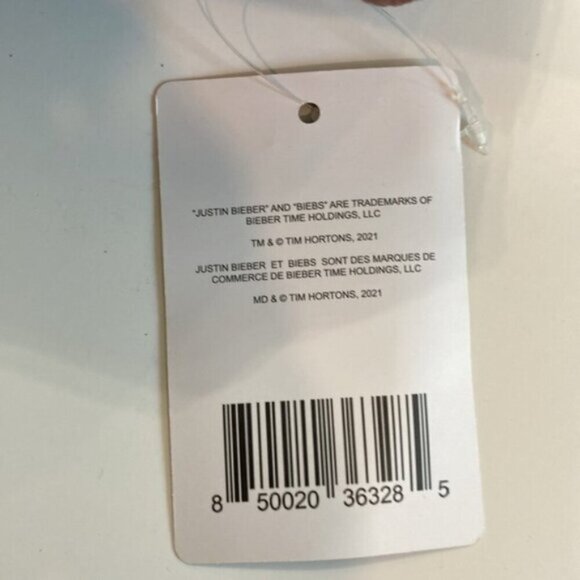 "JUSTIN BIEBER" AND "BIEBS" ARE TRADEMARKS OF
BIEBER TIME HOLDINGS, LLC
TM & © TIM HORTONS, 2021
JUSTIN BIEBER ET BIEBS SONT DES MARQUES DE
COMMERCE DE BIEBER TIME HOLDINGS, LLC
MD & © TIM HORTONS, 2021
8 50020 36328 5